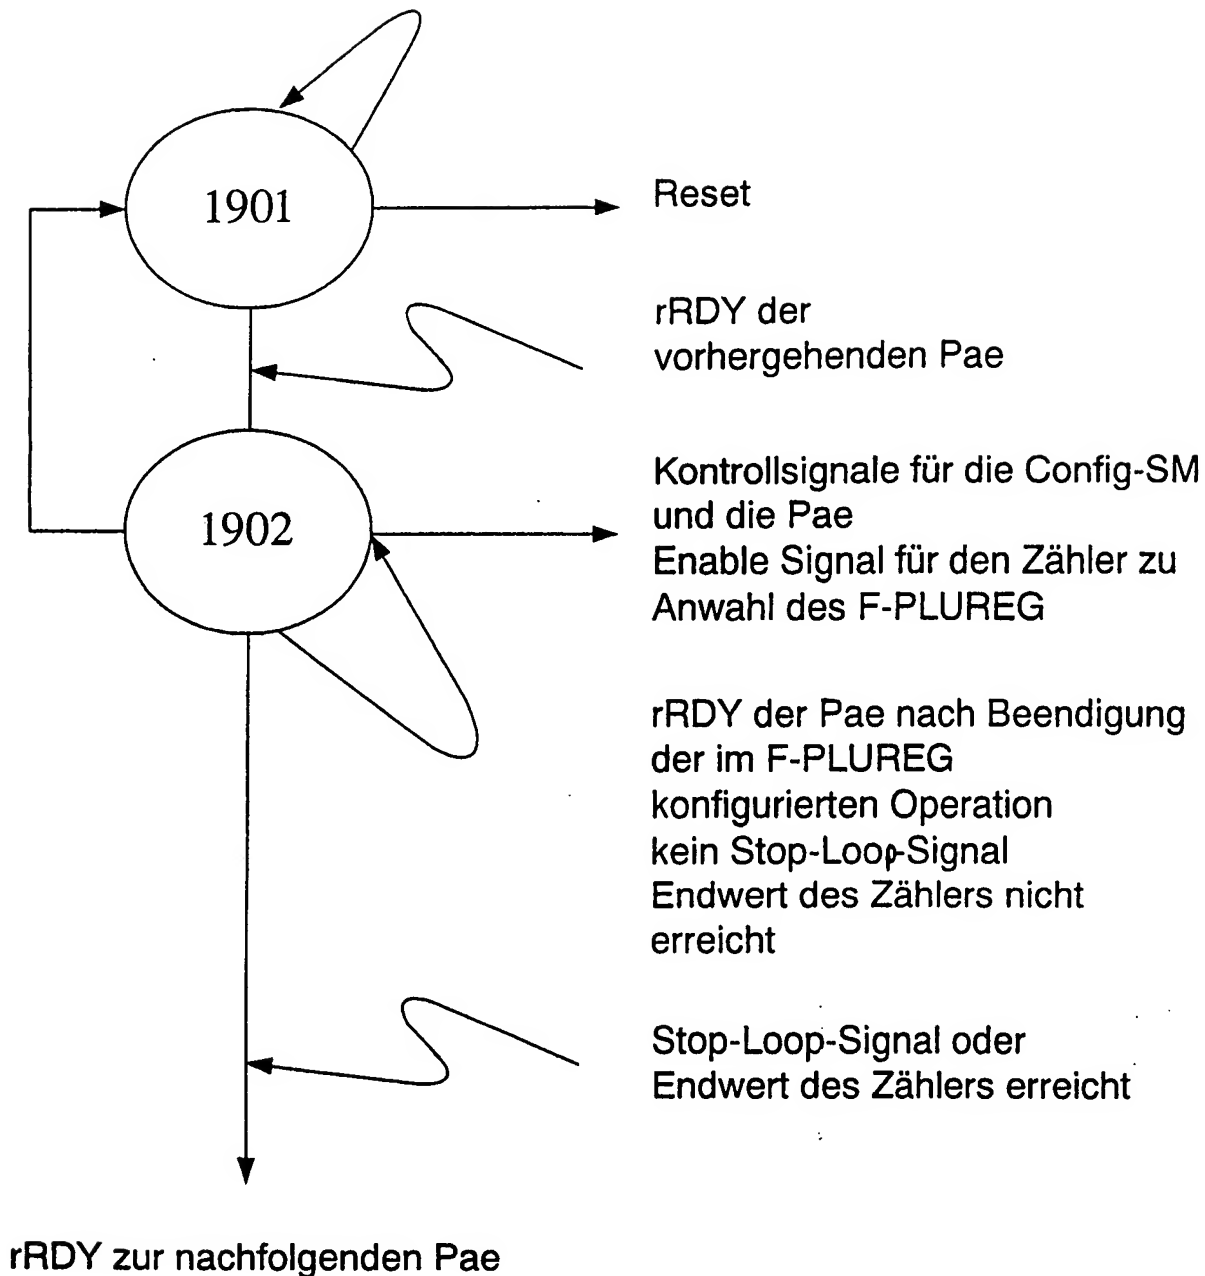 1901
Reset
rRDY der
vorhergehenden Pae
1902
Kontrollsignale für die Config-SM
und die Pae
Enable Signal für den Zähler zu
Anwahl des F-PLUREG
rRDY der Pae nach Beendigung
der im F-PLUREG
konfigurierten Operation
kein Stop-Loop-Signal
Endwert des Zählers nicht
erreicht
Stop-Loop-Signal oder
Endwert des Zählers erreicht
rRDY zur nachfolgenden Pae